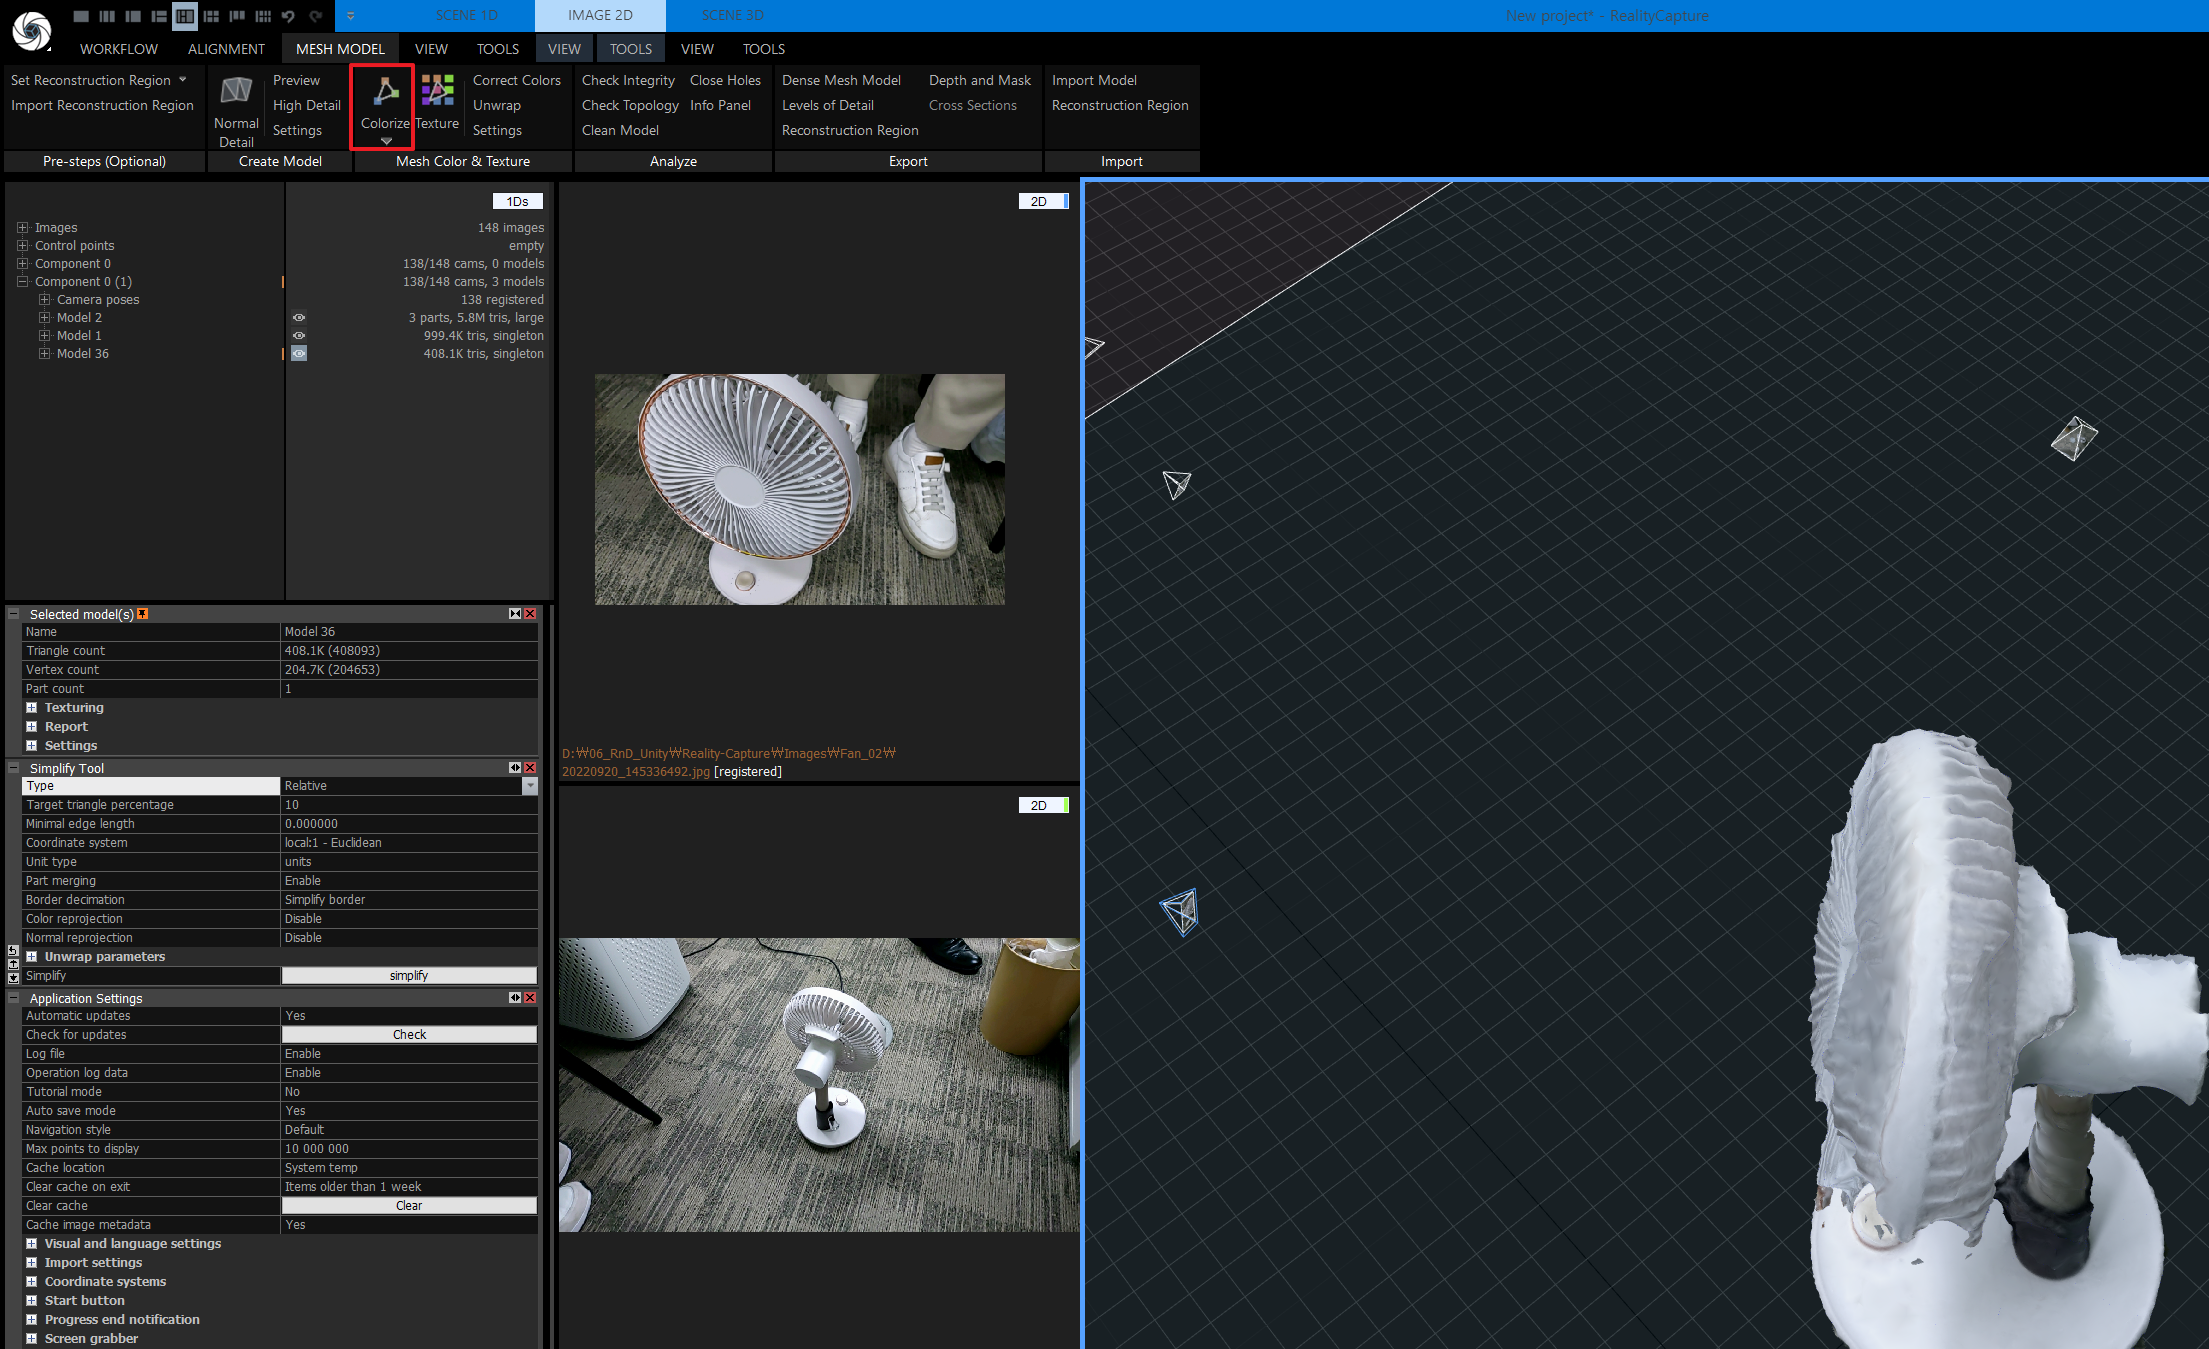 SCENE 1D IMAGE 2D SCENE 3D New project* - RealityCapture
WORKFLOW ALIGNMENT MESH MODEL VIEW TOOLS VIEW TOOLS VIEW TOOLS
Set Reconstruction Region
Import Reconstruction Region
Pre-steps (Optional)
Normal Detail
Preview
High Detail
Settings
Create Model
Colorize
Texture
Correct Colors
Unwrap
Settings
Mesh Color & Texture
Check Integrity Close Holes
Check Topology Info Panel
Clean Model
Analyze
Dense Mesh Model Depth and Mask
Levels of Detail Cross Sections
Reconstruction Region
Export
Import Model
Reconstruction Region
Import
1Ds
Images 148 images
Control points empty
Component 0 138/148 cams, 0 models
Component 0 (1) 138/148 cams, 3 models
Camera poses 138 registered
Model 2 3 parts, 5.8M tris, large
Model 1 999.4K tris, singleton
Model 36 408.1K tris, singleton
Selected model(s)
Name Model 36
Triangle count 408.1K (408093)
Vertex count 204.7K (204653)
Part count 1
Texturing
Report
Settings
Simplify Tool
Type Relative
Target triangle percentage 10
Minimal edge length 0.000000
Coordinate system local:1 - Euclidean
Unit type units
Part merging Enable
Border decimation Simplify border
Color reprojection Disable
Normal reprojection Disable
Unwrap parameters
Simplify simplify
Application Settings
Automatic updates Yes
Check for updates Check
Log file Enable
Operation log data Enable
Tutorial mode No
Auto save mode Yes
Navigation style Default
Max points to display 10 000 000
Cache location System temp
Clear cache on exit Items older than 1 week
Clear cache Clear
Cache image metadata Yes
Visual and language settings
Import settings
Coordinate systems
Start button
Progress end notification
Screen grabber
2D
D:₩06_RnD_Unity₩Reality-Capture₩Images₩Fan_02₩
20220920_145336492.jpg [registered]
2D